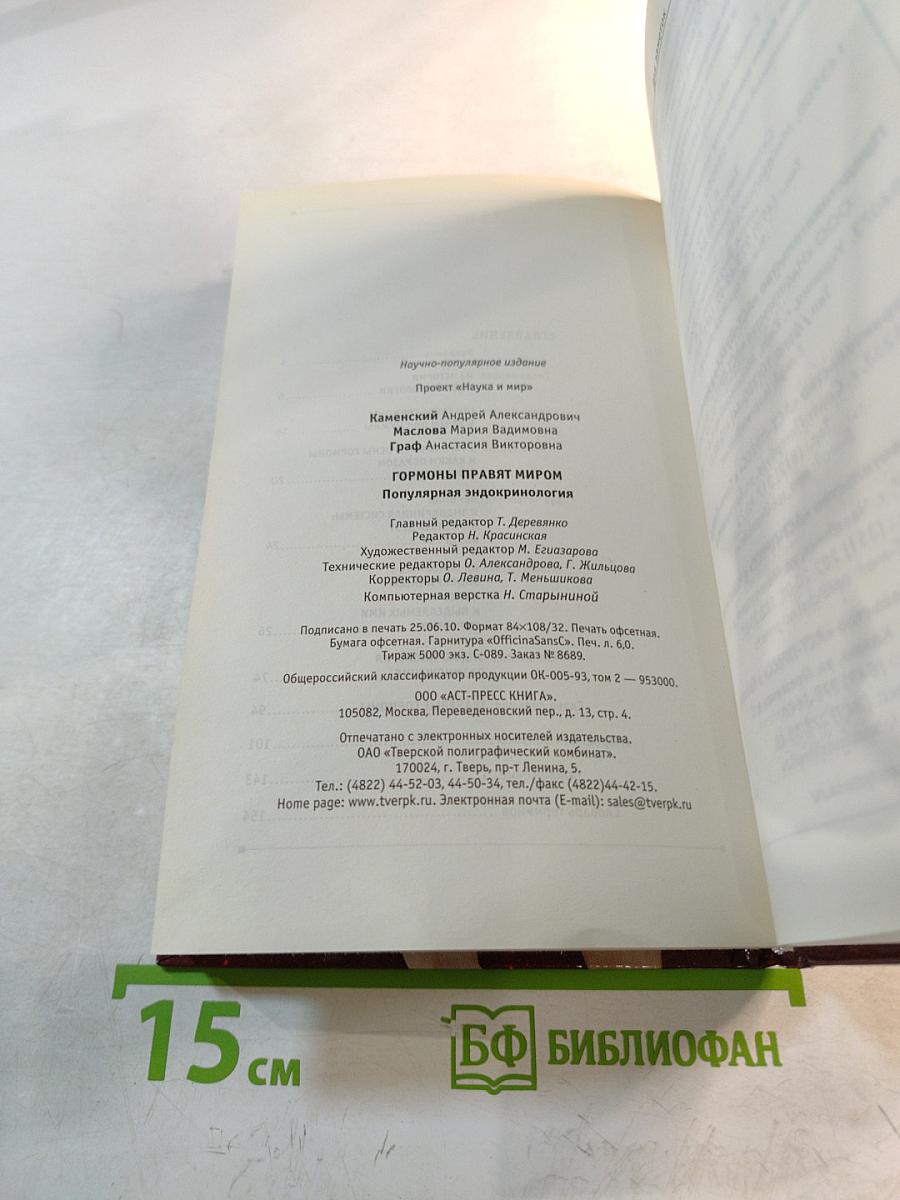 Научно-популярное издание
Проект «Наука и мир»
Каменский Андрей Александрович
Маслова Мария Вадимовна
Граф Анастасия Викторовна
ГОРМОНЫ ПРАВЯТ МИРОМ
Популярная эндокринология
Главный редактор Т. Деревянко
Редактор Н. Красинская
Художественный редактор М. Егиазарова
Технические редакторы О. Александрова, Г. Жильцова
Корректоры О. Левина, Т. Меньшикова
Компьютерная верстка Н. Старыниной
Подписано в печать 25.06.10. Формат 84×108/32. Печать офсетная.
Бумага офсетная. Гарнитура «OfficinaSansC». Печ. л. 6,0.
Тираж 5000 экз. С-089. Заказ № 8689.
Общероссийский классификатор продукции ОК-005-93, том 2 — 953000.
ООО «АСТ-ПРЕСС КНИГА».
105082, Москва, Переведеновский пер., д. 13, стр. 4.
Отпечатано с электронных носителей издательства.
ОАО «Тверской полиграфический комбинат».
170024, г. Тверь, пр-т Ленина, 5.
Тел.: (4822) 44-52-03, 44-50-34, тел./факс (4822)44-42-15.
Home page: www.tverpk.ru. Электронная почта (E-mail): sales@tverpk.ru
15 см
БФ БИБЛИОФАН